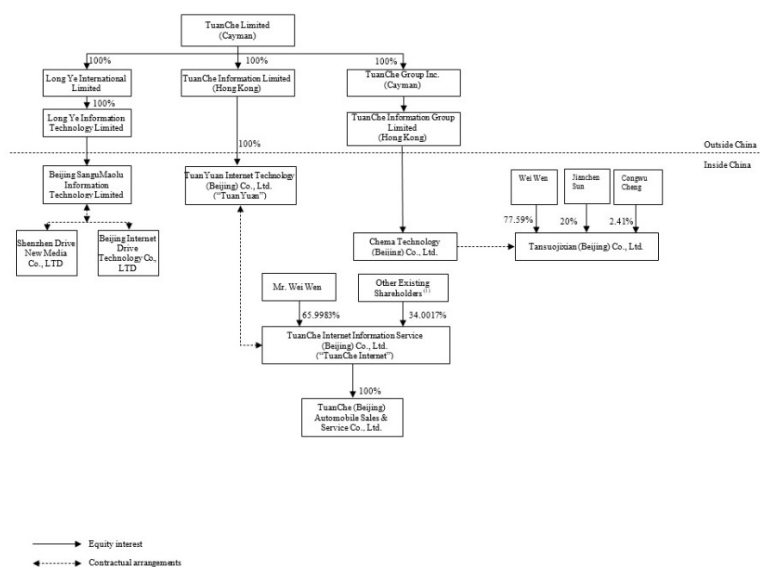 TuanChe Limited
(Cayman)
100%
100%
100%
Long Ye International
Limited
TuanChe Information Limited
(Hong Kong)
TuanChe Group Inc.
(Cayman)
100%
Long Ye Information
Technology Limited
TuanChe Information Group
Limited
(Hong Kong)
100%
Outside China
Inside China
Beijing SanguMaolu
Information
Technology Limited
Tuan Yuan Internet Technology
(Beijing) Co., Ltd.
("Tuan Yuan")
Wei Wen
Jianchen
Sun
Congwu
Cheng
77.59%
20%
2.41%
Shenzhen Drive
New Media
Co., LTD
Beijing Internet
Drive
Technology Co.,
LTD
Chema Technology
(Beijing) Co., Ltd.
Tansuojixian (Beijing) Co., Ltd.
Mr. Wei Wen
Other Existing
Shareholders (1)
65.9983%
34.0017%
TuanChe Internet Information Service
(Beijing) Co., Ltd.
("TuanChe Internet")
100%
TuanChe (Beijing)
Automobile Sales &
Service Co., Ltd.
Equity interest
Contractual arrangements